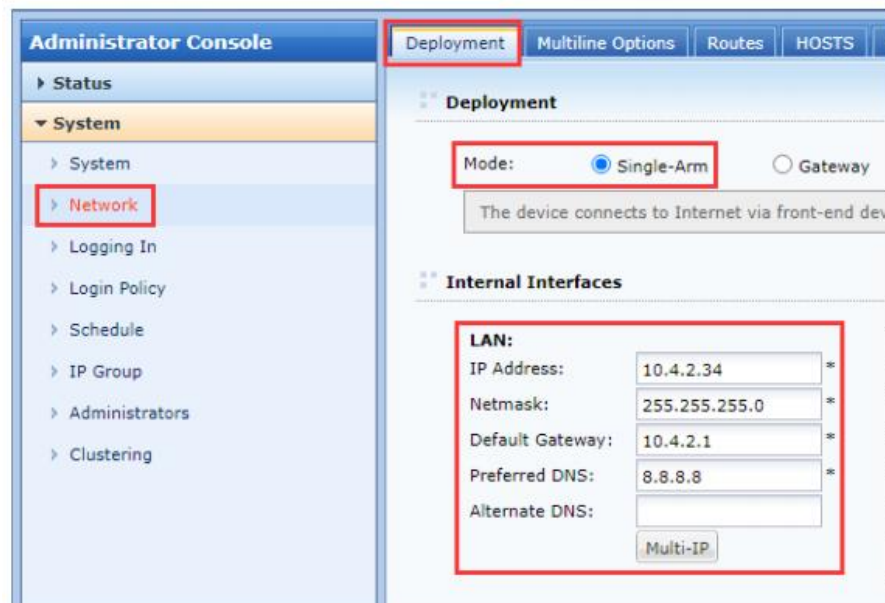 Administrator Console
Status
System
System
Network
Logging In
Login Policy
Schedule
IP Group
Administrators
Clustering
Deployment Multiline Options Routes HOSTS
Deployment
Mode: Single-Arm Gateway
The device connects to Internet via front-end dev
Internal Interfaces
LAN:
IP Address: 10.4.2.34 *
Netmask: 255.255.255.0 *
Default Gateway: 10.4.2.1 *
Preferred DNS: 8.8.8.8 *
Alternate DNS:
Multi-IP